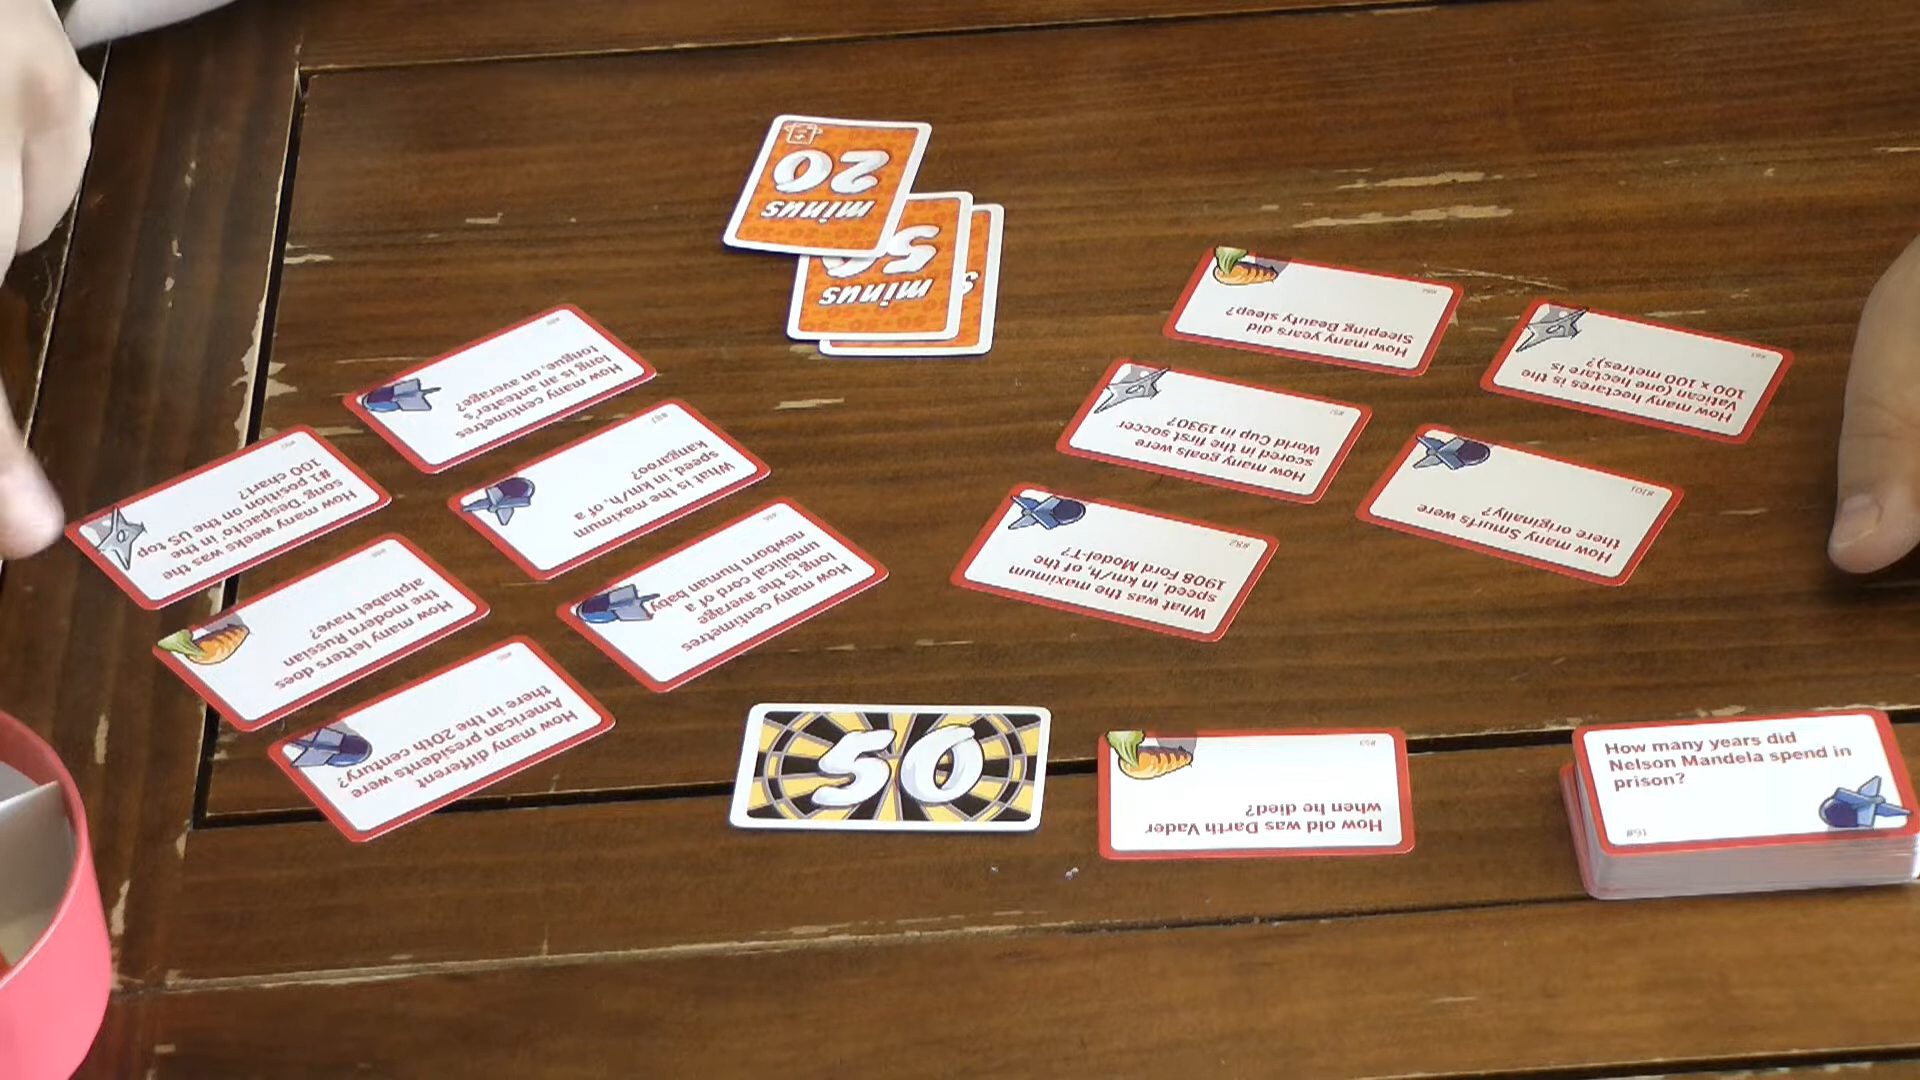 minus
20
minus
50
5
How many years did
Sleeping Beauty sleep?
How many hectares is the
Vatican (one hectare is
100 x 100 metres)?
#93
How many centimetres
long is an anteater's
tongue, on average?
How many goals were
scored in the first soccer
World Cup in 1930?
How many weeks was the
song 'Despacito' in the
#1 position on the US top
100 chart?
What is the maximum
speed, in km/h, of a
kangaroo?
#87
How many Smurfs were
there originally?
#101
What was the maximum
speed, in km/h, of the
1908 Ford Model-T?
#82
How many letters does
the modern Russian
alphabet have?
How many centimetres
long is the average
umbilical cord of a
newborn human baby
How many different
American presidents were
there in the 20th century?
50
How old was Darth Vader
when he died?
How many years did
Nelson Mandela spend in
prison?
#91